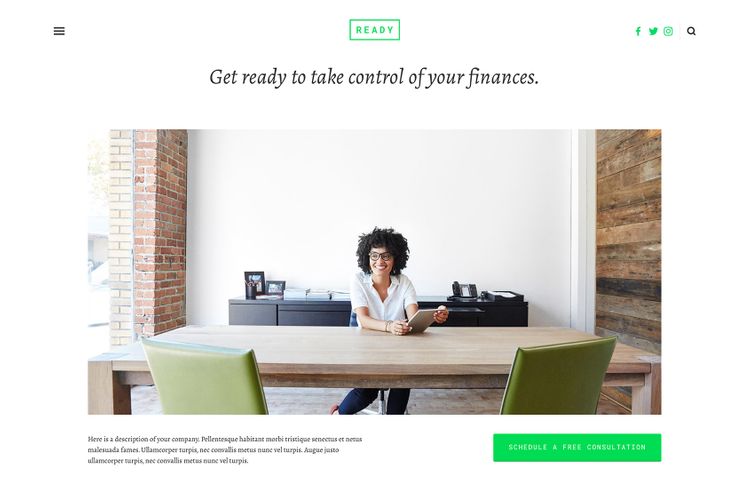 READY
Get ready to take control of your finances.
Here is a description of your company. Pellentesque habitant morbi tristique senectus et netus
malesuada fames. Ullamcorper turpis, nec convallis metus nunc vel turpis. Augue justo
ullamcorper turpis, nec convallis metus nunc vel turpis.
SCHEDULE A FREE CONSULTATION